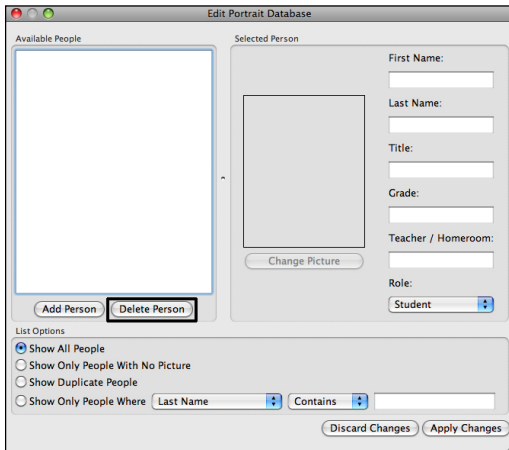 Edit Portrait Database
Available People
Selected Person
First Name:
Last Name:
Title:
Grade:
Teacher / Homeroom:
Change Picture
Role:
Student
Add Person Delete Person
List Options
Show All People
Show Only People With No Picture
Show Duplicate People
Show Only People Where Last Name Contains
Discard Changes Apply Changes